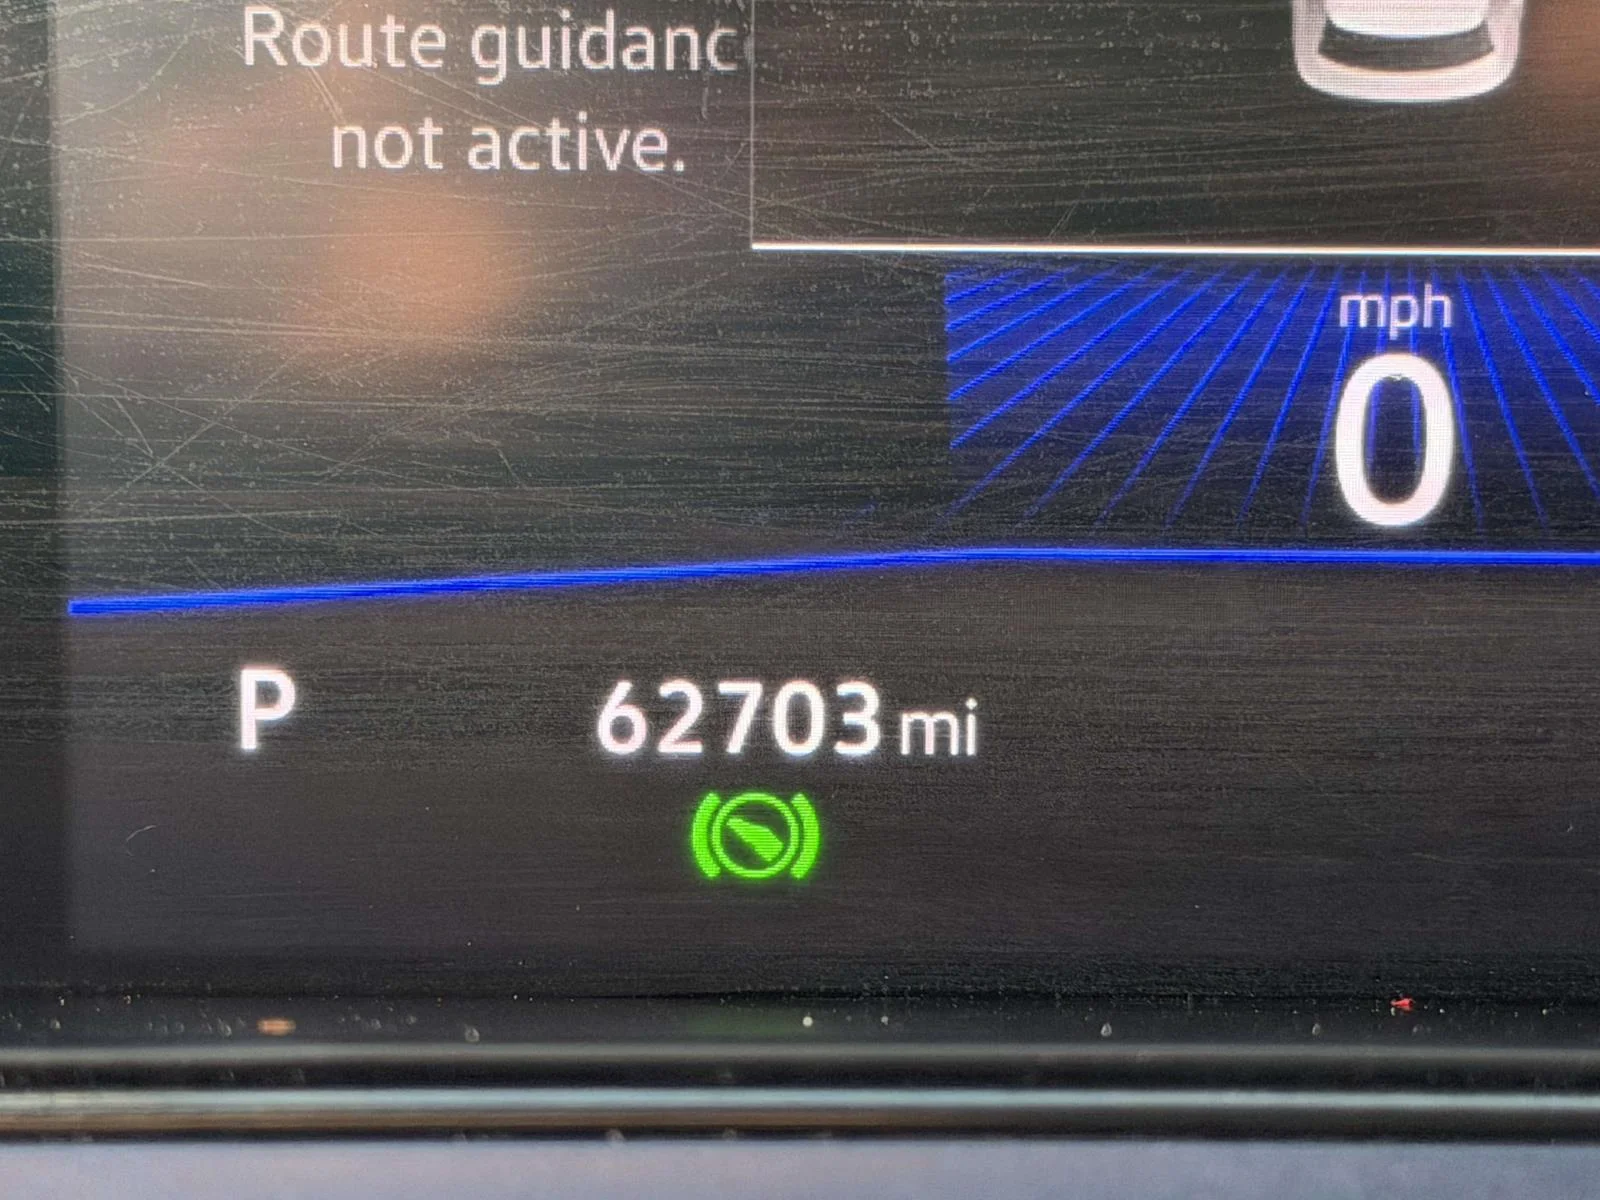 Route guidanc
not active.
mph
0
P
62703 mi